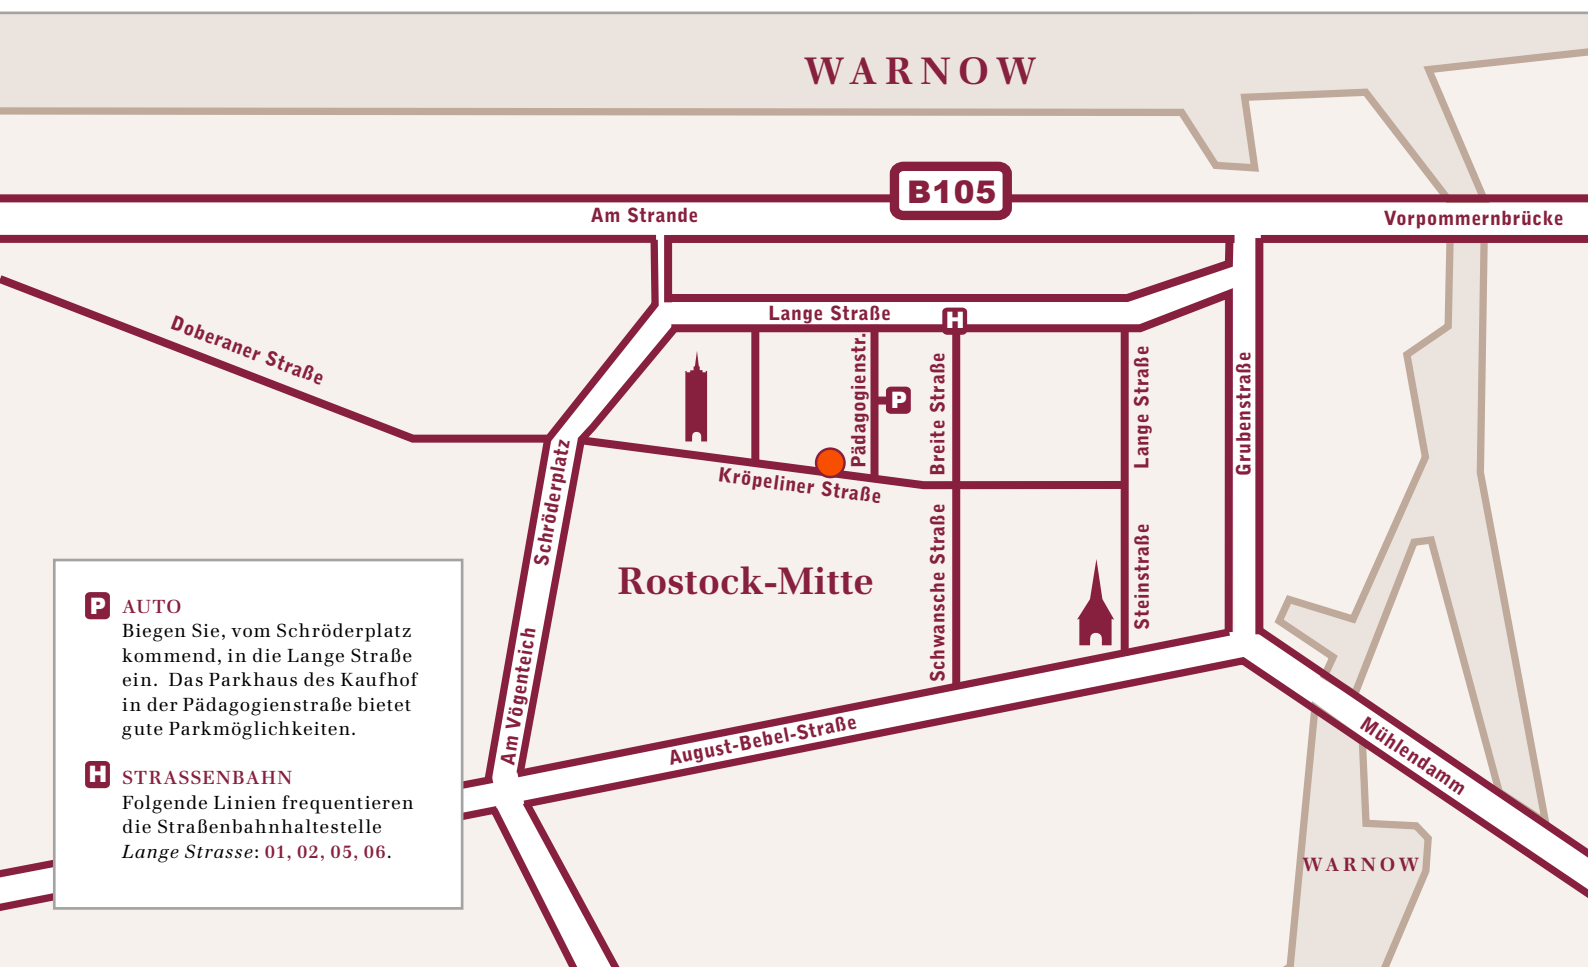 WARNOW
B105
Am Strande
Vorpommernbrücke
Lange Straße
H
Doberaner Straße
Pädagogienstr.
P
Breite Straße
Lange Straße
Grubenstraße
Schröderplatz
Kröpeliner Straße
Rostock-Mitte
Schwansche Straße
Steinstraße
Am Vögenteich
August-Bebel-Straße
Mühlendamm
WARNOW
P AUTO
Biegen Sie, vom Schröderplatz
kommend, in die Lange Straße
ein. Das Parkhaus des Kaufhof
in der Pädagogienstraße bietet
gute Parkmöglichkeiten.
H STRASSENBAHN
Folgende Linien frequentieren
die Straßenbahnhaltestelle
Lange Strasse: 01, 02, 05, 06.